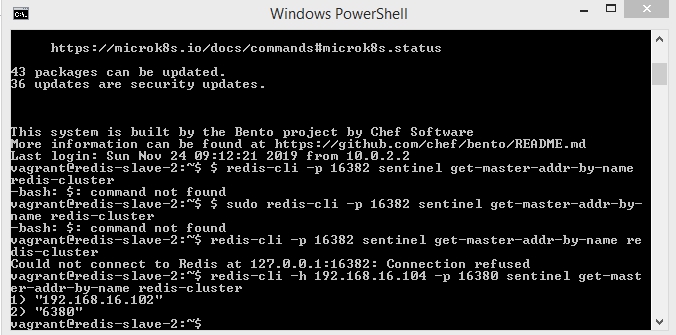 Windows PowerShell
https://microk8s.io/docs/commands#microk8s.status
43 packages can be updated.
36 updates are security updates.
This system is built by the Bento project by Chef Software
More information can be found at https://github.com/chef/bento/README.md
Last login: Sun Nov 24 09:12:21 2019 from 10.0.2.2
vagrant@redis-slave-2:~$ $ redis-cli -p 16382 sentinel get-master-addr-by-name
redis-cluster
-bash: $: command not found
vagrant@redis-slave-2:~$ $ sudo redis-cli -p 16382 sentinel get-master-addr-by-
name redis-cluster
-bash: $: command not found
vagrant@redis-slave-2:~$ redis-cli -p 16382 sentinel get-master-addr-by-name re
dis-cluster
Could not connect to Redis at 127.0.0.1:16382: Connection refused
vagrant@redis-slave-2:~$ redis-cli -h 192.168.16.104 -p 16380 sentinel get-mast
er-addr-by-name redis-cluster
1) "192.168.16.102"
2) "6380"
vagrant@redis-slave-2:~$